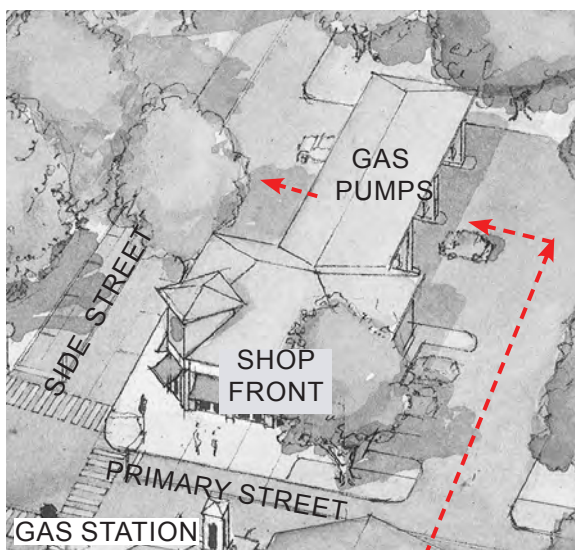 GAS
PUMPS
SIDE STREET
SHOP
FRONT
PRIMARY STREET
GAS STATION